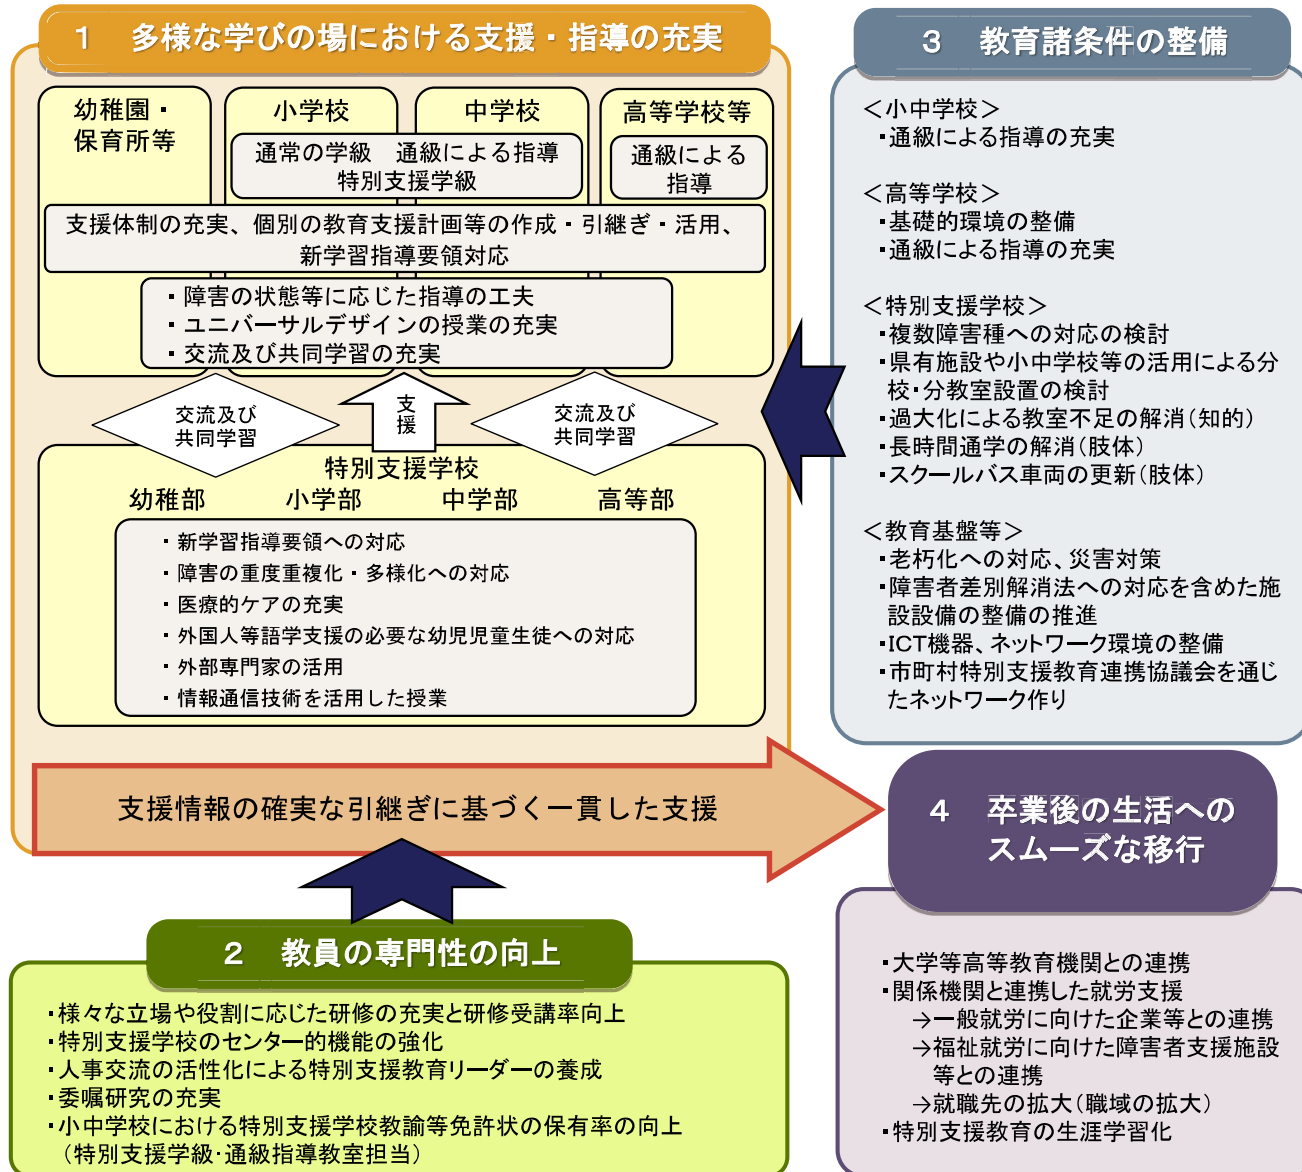 １　多様な学びの場における支援・指導の充実
幼稚園・
保育所等
小学校
中学校
高等学校等
通常の学級　通級による指導
特別支援学級
通級による
指導
支援体制の充実、個別の教育支援計画等の作成・引継ぎ・活用、
新学習指導要領対応
・障害の状態等に応じた指導の工夫
・ユニバーサルデザインの授業の充実
・交流及び共同学習の充実
交流及び
共同学習
支援
交流及び
共同学習
特別支援学校
幼稚部　小学部　中学部　高等部
・新学習指導要領への対応
・障害の重度重複化・多様化への対応
・医療的ケアの充実
・外国人等語学支援の必要な幼児児童生徒への対応
・外部専門家の活用
・情報通信技術を活用した授業
支援情報の確実な引継ぎに基づく一貫した支援
２　教員の専門性の向上
・様々な立場や役割に応じた研修の充実と研修受講率向上
・特別支援学校のセンター的機能の強化
・人事交流の活性化による特別支援教育リーダーの養成
・委嘱研究の充実
・小中学校における特別支援学校教諭等免許状の保有率の向上
（特別支援学級・通級指導教室担当）
３　教育諸条件の整備
＜小中学校＞
・通級による指導の充実
＜高等学校＞
・基礎的環境の整備
・通級による指導の充実
＜特別支援学校＞
・複数障害種への対応の検討
・県有施設や小中学校等の活用による分
校・分教室設置の検討
・過大化による教室不足の解消（知的）
・長時間通学の解消（肢体）
・スクールバス車両の更新（肢体）
＜教育基盤等＞
・老朽化への対応、災害対策
・障害者差別解消法への対応を含めた施
設設備の整備の推進
・ICT機器、ネットワーク環境の整備
・市町村特別支援教育連携協議会を通じ
たネットワーク作り
４　卒業後の生活への
スムーズな移行
・大学等高等教育機関との連携
・関係機関と連携した就労支援
→一般就労に向けた企業等との連携
→福祉就労に向けた障害者支援施設
等との連携
→就職先の拡大（職域の拡大）
・特別支援教育の生涯学習化